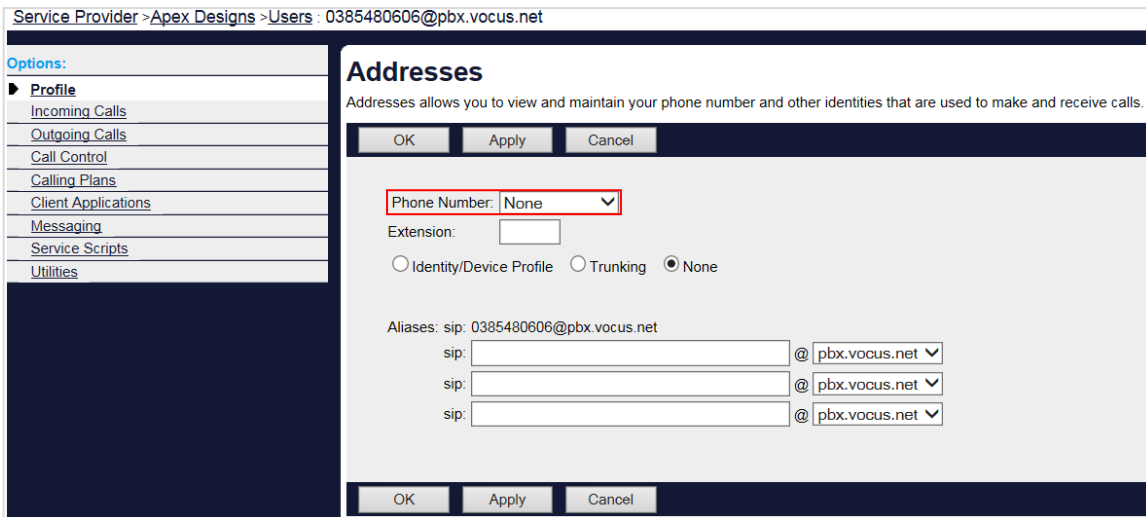 Service Provider >Apex Designs >Users : 0385480606@pbx.vocus.net
Options:
Profile
Incoming Calls
Outgoing Calls
Call Control
Calling Plans
Client Applications
Messaging
Service Scripts
Utilities
Addresses
Addresses allows you to view and maintain your phone number and other identities that are used to make and receive calls.
OK Apply Cancel
Phone Number: None
Extension:
Identity/Device Profile Trunking None
Aliases: sip: 0385480606@pbx.vocus.net
sip: @ pbx.vocus.net
sip: @ pbx.vocus.net
sip: @ pbx.vocus.net
OK Apply Cancel